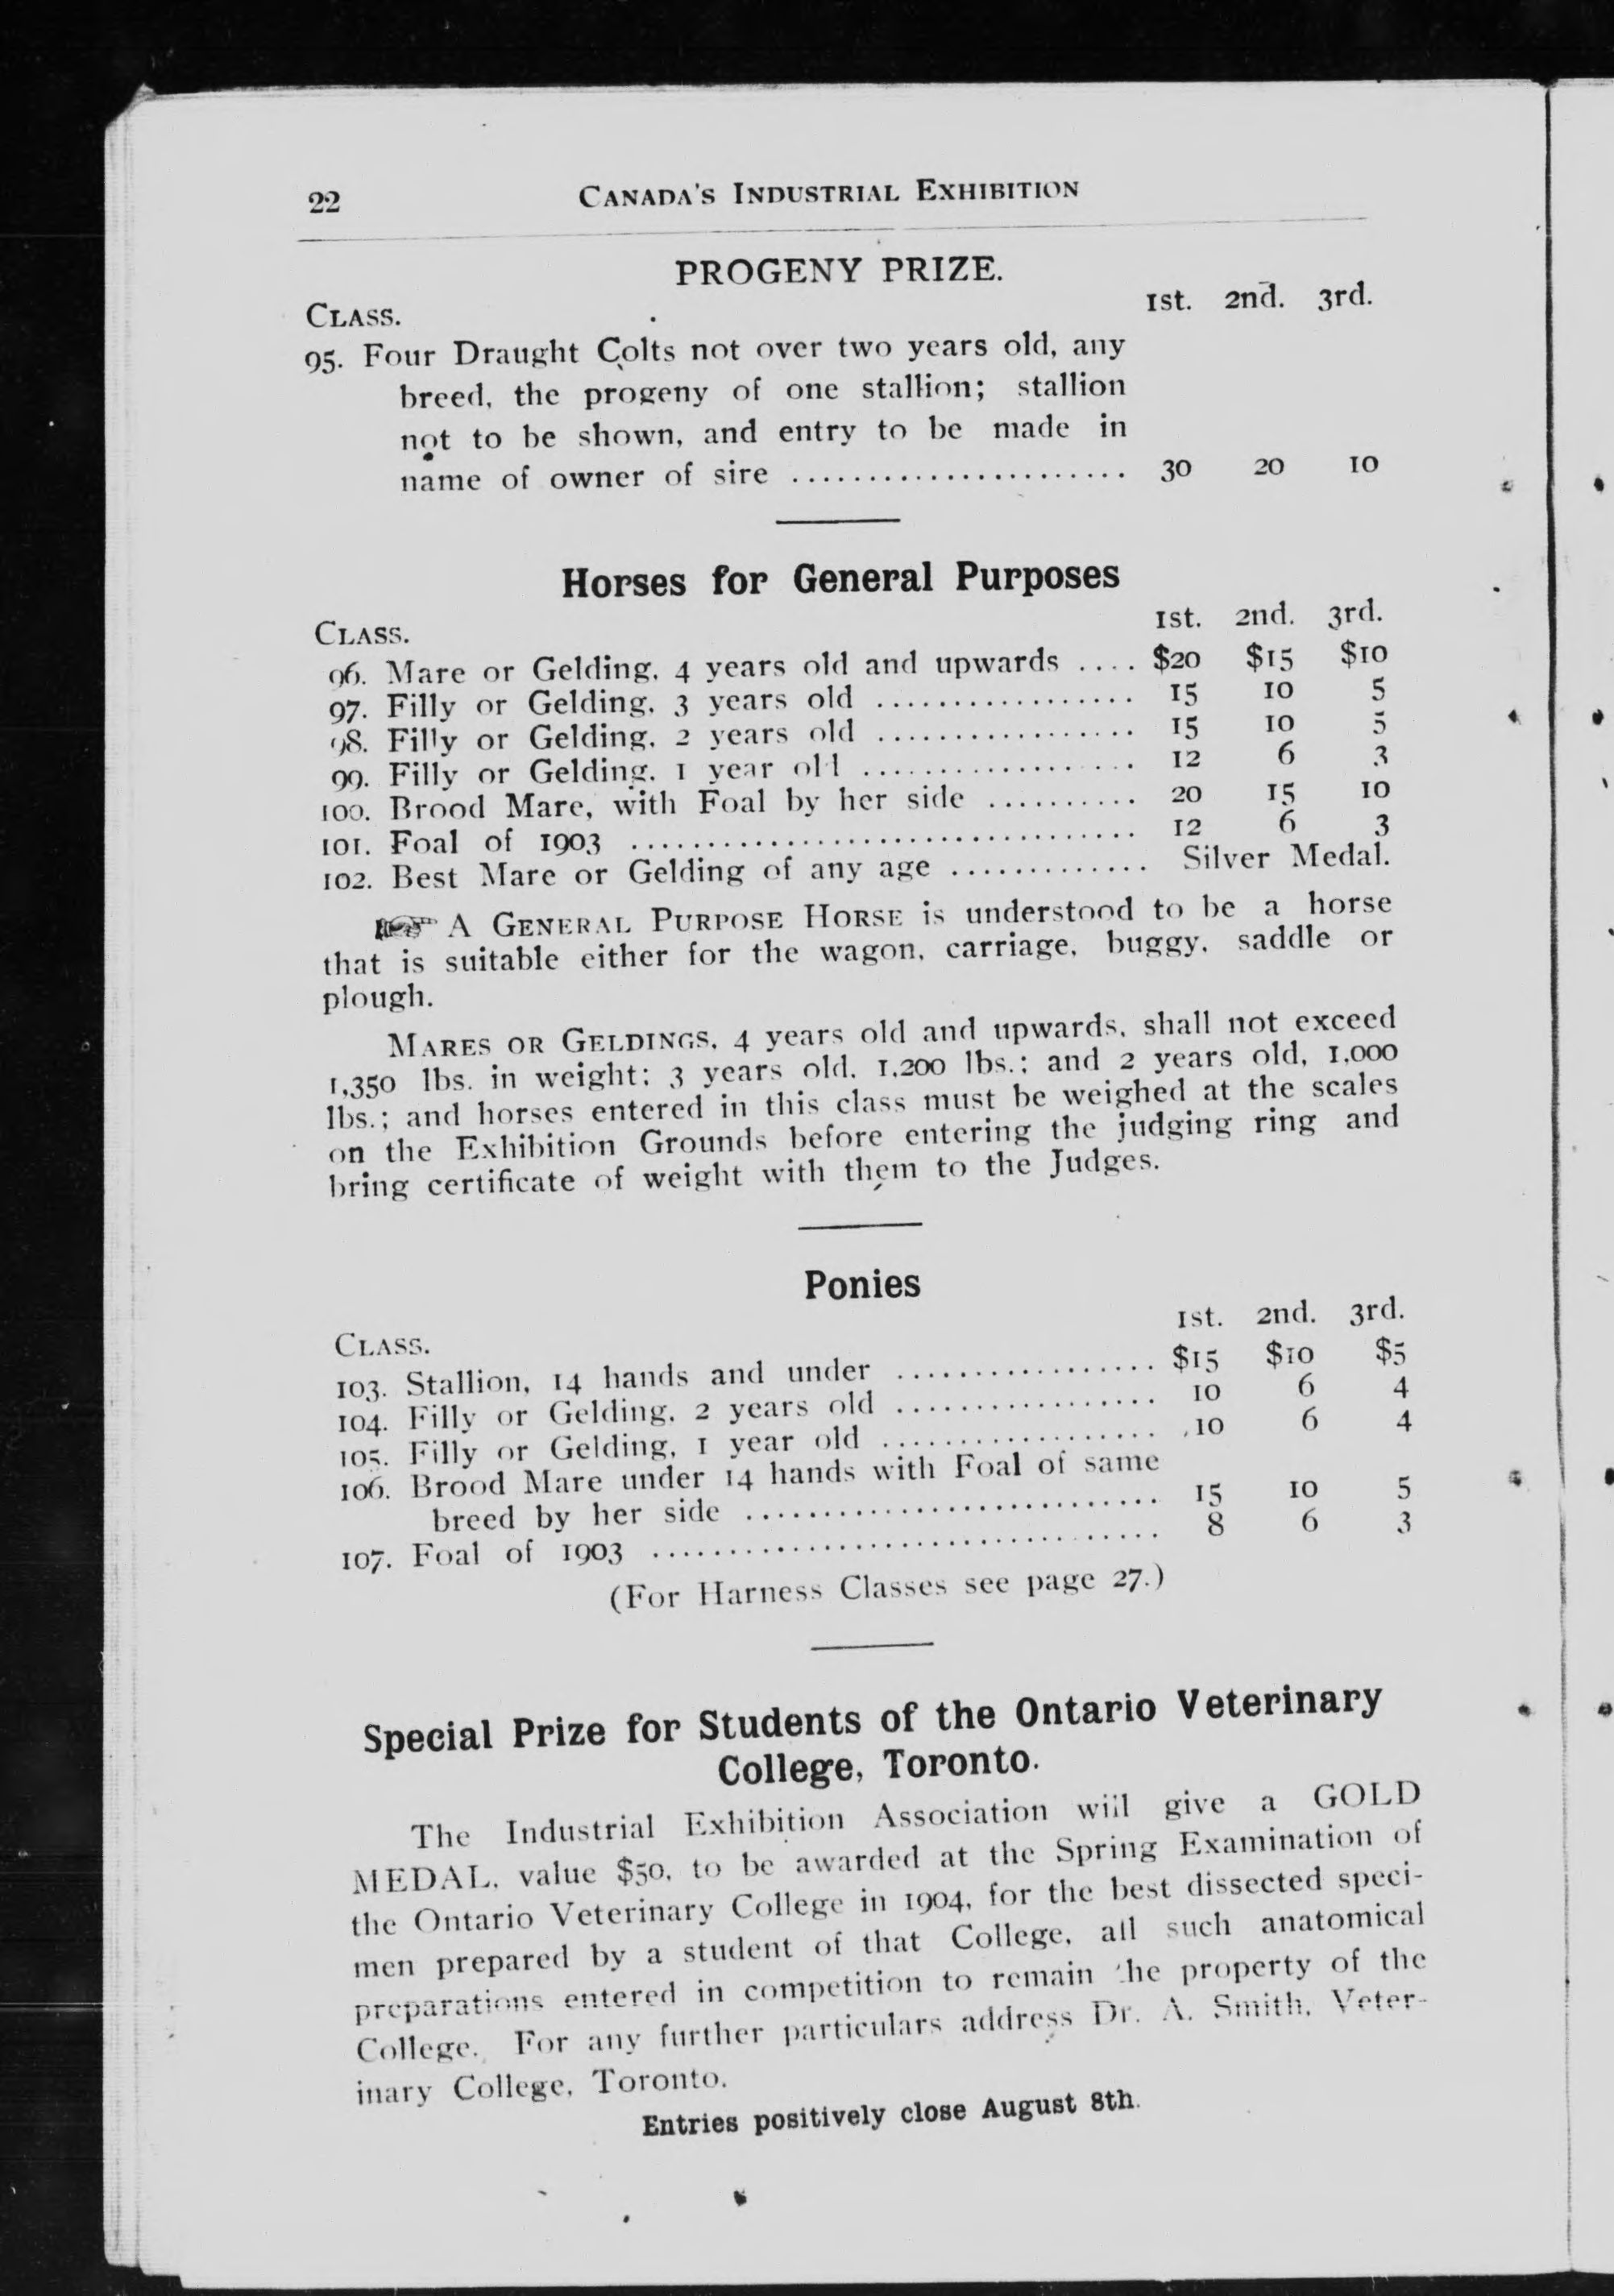 22 CANADA'S INDUSTRIAL EXHIBITION
PROGENY PRIZE.
CLASS. 1st. 2nd. 3rd.
95. Four Draught Colts not over two years old, any
breed, the progeny of one stallion; stallion
not to be shown, and entry to be made in
name of owner of sire ...................... 30 20 10
Horses for General Purposes
CLASS. 1st. 2nd. 3rd.
96. Mare or Gelding, 4 years old and upwards .... $20 $15 $10
97. Filly or Gelding, 3 years old ................. 15 10 5
98. Filly or Gelding, 2 years old ................. 15 10 5
99. Filly or Gelding, 1 year old .................. 12 6 3
100. Brood Mare, with Foal by her side .......... 20 15 10
101. Foal of 1903 ................................. 12 6 3
102. Best Mare or Gelding of any age ............. Silver Medal.
☞ A GENERAL PURPOSE HORSE is understood to be a horse
that is suitable either for the wagon, carriage, buggy, saddle or
plough.
MARES OR GELDINGS, 4 years old and upwards, shall not exceed
1,350 lbs. in weight; 3 years old, 1,200 lbs.; and 2 years old, 1,000
lbs.; and horses entered in this class must be weighed at the scales
on the Exhibition Grounds before entering the judging ring and
bring certificate of weight with them to the Judges.
Ponies
CLASS. 1st. 2nd. 3rd.
103. Stallion, 14 hands and under ................. $15 $10 $5
104. Filly or Gelding, 2 years old ................. 10 6 4
105. Filly or Gelding, 1 year old .................. 10 6 4
106. Brood Mare under 14 hands with Foal of same
breed by her side ........................... 15 10 5
107. Foal of 1903 ................................. 8 6 3
(For Harness Classes see page 27.)
Special Prize for Students of the Ontario Veterinary
College, Toronto.
The Industrial Exhibition Association will give a GOLD
MEDAL, value $50, to be awarded at the Spring Examination of
the Ontario Veterinary College in 1904, for the best dissected speci-
men prepared by a student of that College, all such anatomical
preparations entered in competition to remain the property of the
College. For any further particulars address Dr. A. Smith, Veter-
inary College, Toronto.
Entries positively close August 8th.